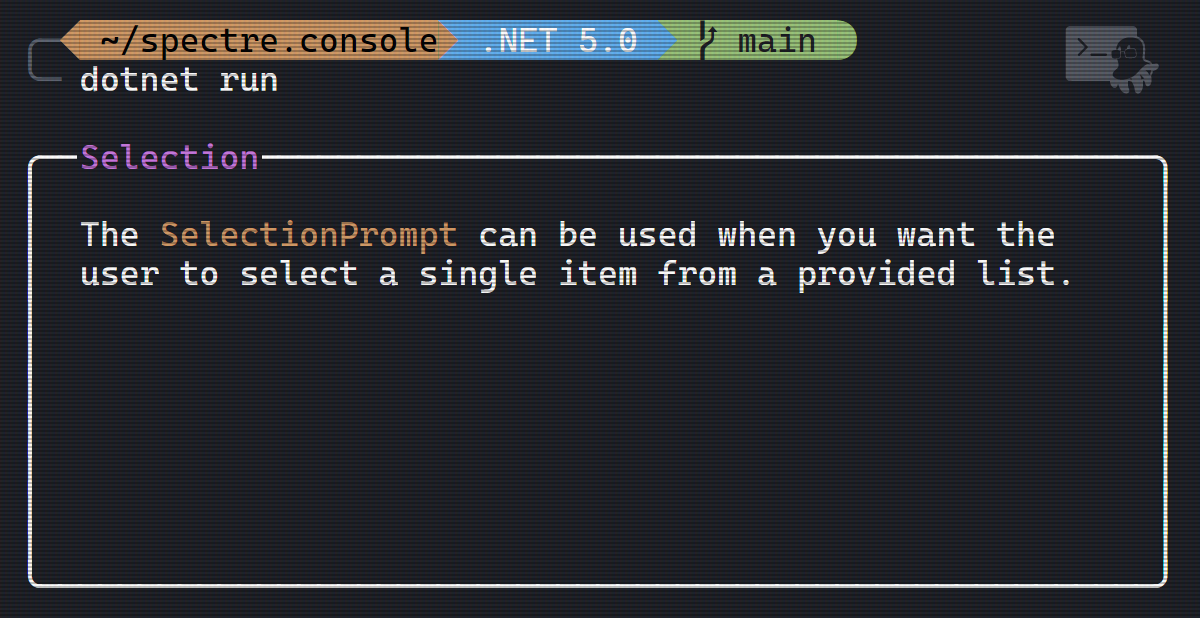 ~/spectre.console .NET 5.0 main
dotnet run
Selection
The SelectionPrompt can be used when you want the
user to select a single item from a provided list.
>_